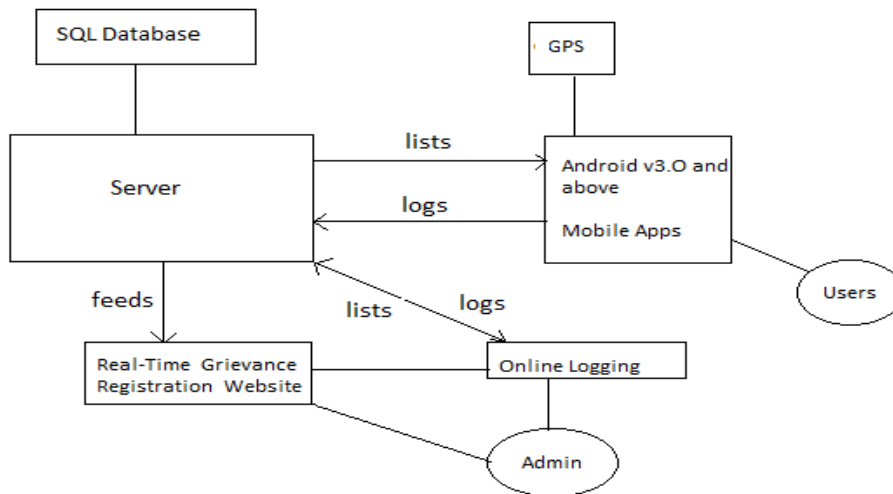 SQL Database
GPS
lists
Android v3.O and
above
Server
logs
Mobile Apps
feeds
logs
lists
Users
Real-Time Grievance
Registration Website
Online Logging
Admin